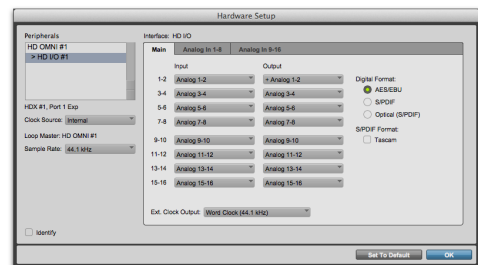 Hardware Setup
Peripherals
HD OMNI #1
> HD I/O #1
HDX #1, Port 1 Exp
Clock Source: Internal
Loop Master: HD OMNI #1
Sample Rate: 44.1 kHz
Identify
Interface: HD I/O
Main Analog In 1-8 Analog In 9-16
Input Output
1-2 Analog 1-2 + Analog 1-2
3-4 Analog 3-4 Analog 3-4
5-6 Analog 5-6 Analog 5-6
7-8 Analog 7-8 Analog 7-8
9-10 Analog 9-10 Analog 9-10
11-12 Analog 11-12 Analog 11-12
13-14 Analog 13-14 Analog 13-14
15-16 Analog 15-16 Analog 15-16
Ext. Clock Output: Word Clock (44.1 kHz)
Digital Format:
AES/EBU
S/PDIF
Optical (S/PDIF)
S/PDIF Format:
Tascam
Set To Default OK